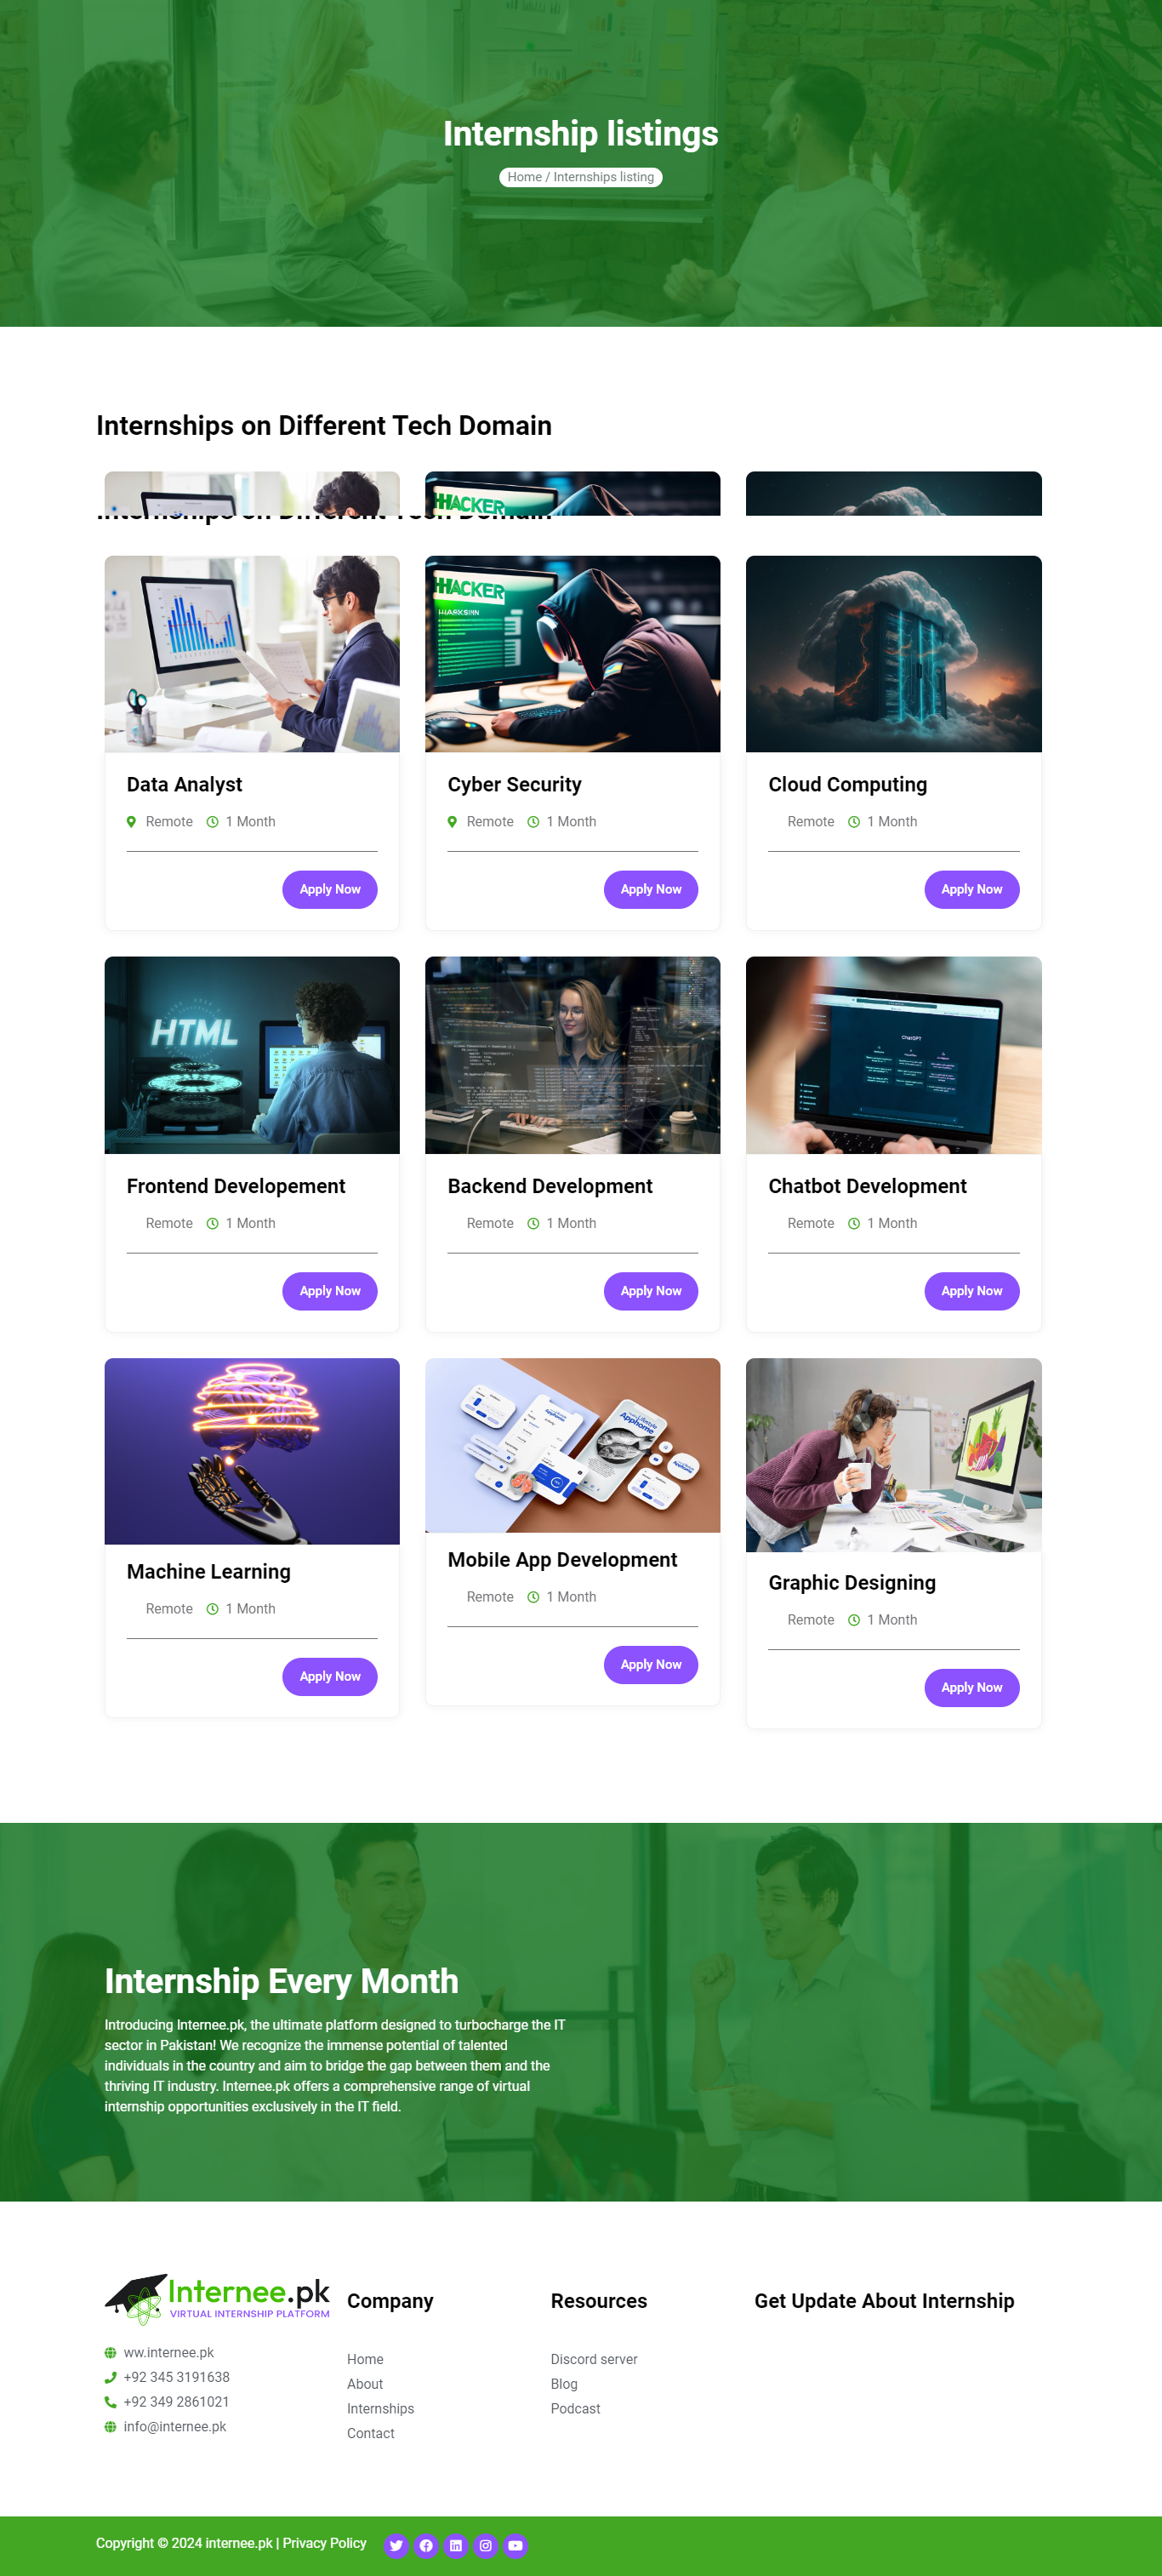 Internship listings
Home / Internships listing
Internships on Different Tech Domain
Internships on Different Tech Domain
HACKER
HACKER
Data Analyst
Remote 1 Month
Apply Now
Cyber Security
Remote 1 Month
Apply Now
Cloud Computing
Remote 1 Month
Apply Now
HTML
ChatGPT
Frontend Developement
Remote 1 Month
Apply Now
Backend Development
Remote 1 Month
Apply Now
Chatbot Development
Remote 1 Month
Apply Now
Lifestyle
Apphome
Machine Learning
Remote 1 Month
Apply Now
Mobile App Development
Remote 1 Month
Apply Now
Graphic Designing
Remote 1 Month
Apply Now
Internship Every Month
Introducing Internee.pk, the ultimate platform designed to turbocharge the IT
sector in Pakistan! We recognize the immense potential of talented
individuals in the country and aim to bridge the gap between them and the
thriving IT industry. Internee.pk offers a comprehensive range of virtual
internship opportunities exclusively in the IT field.
Internee.pk
VIRTUAL INTERNSHIP PLATFORM
ww.internee.pk
+92 345 3191638
+92 349 2861021
info@internee.pk
Company
Home
About
Internships
Contact
Resources
Discord server
Blog
Podcast
Get Update About Internship
Copyright © 2024 internee.pk | Privacy Policy